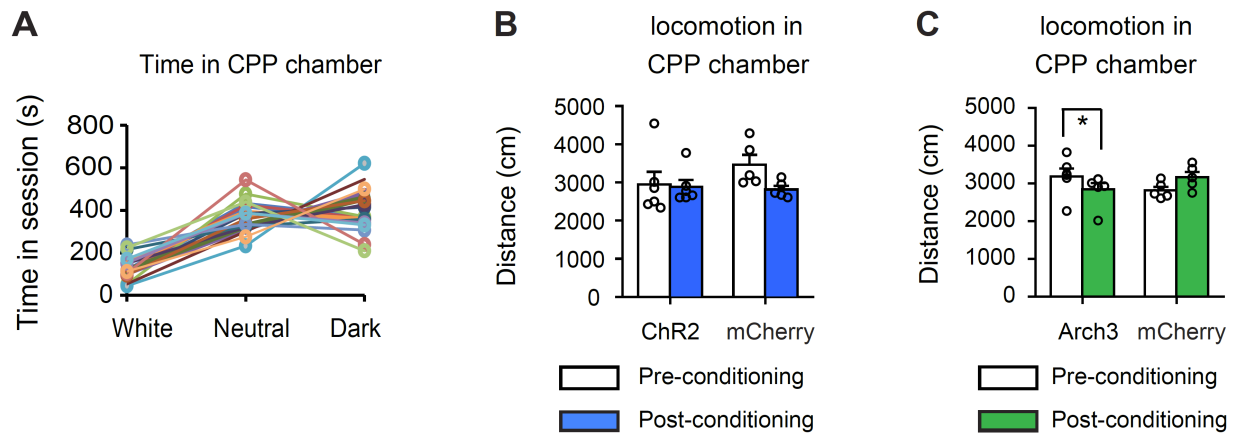 A
Time in CPP chamber
Time in session (s)
800
600
400
200
0
White Neutral Dark
B
locomotion in
CPP chamber
Distance (cm)
5000
4000
3000
2000
1000
0
ChR2 mCherry
Pre-conditioning
Post-conditioning
C
locomotion in
CPP chamber
Distance (cm)
5000
4000
3000
2000
1000
0
*
Arch3 mCherry
Pre-conditioning
Post-conditioning